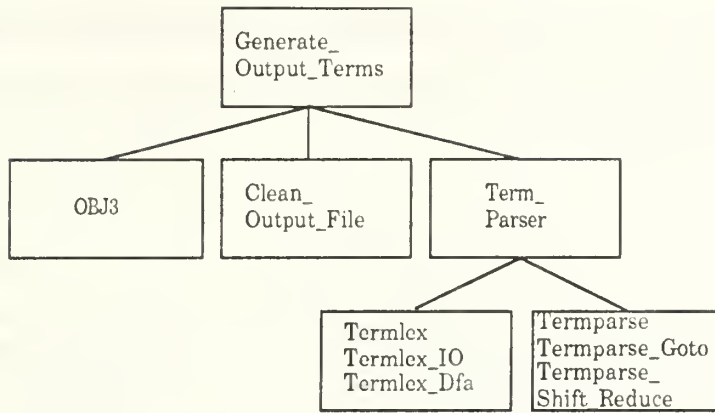 Generate_
Output_Terms
OBJ3
Clean_
Output_File
Term_
Parser
Termlex
Termlex_IO
Termlex_Dfa
Termparse
Termparse_Goto
Termparse_
Shift_Reduce